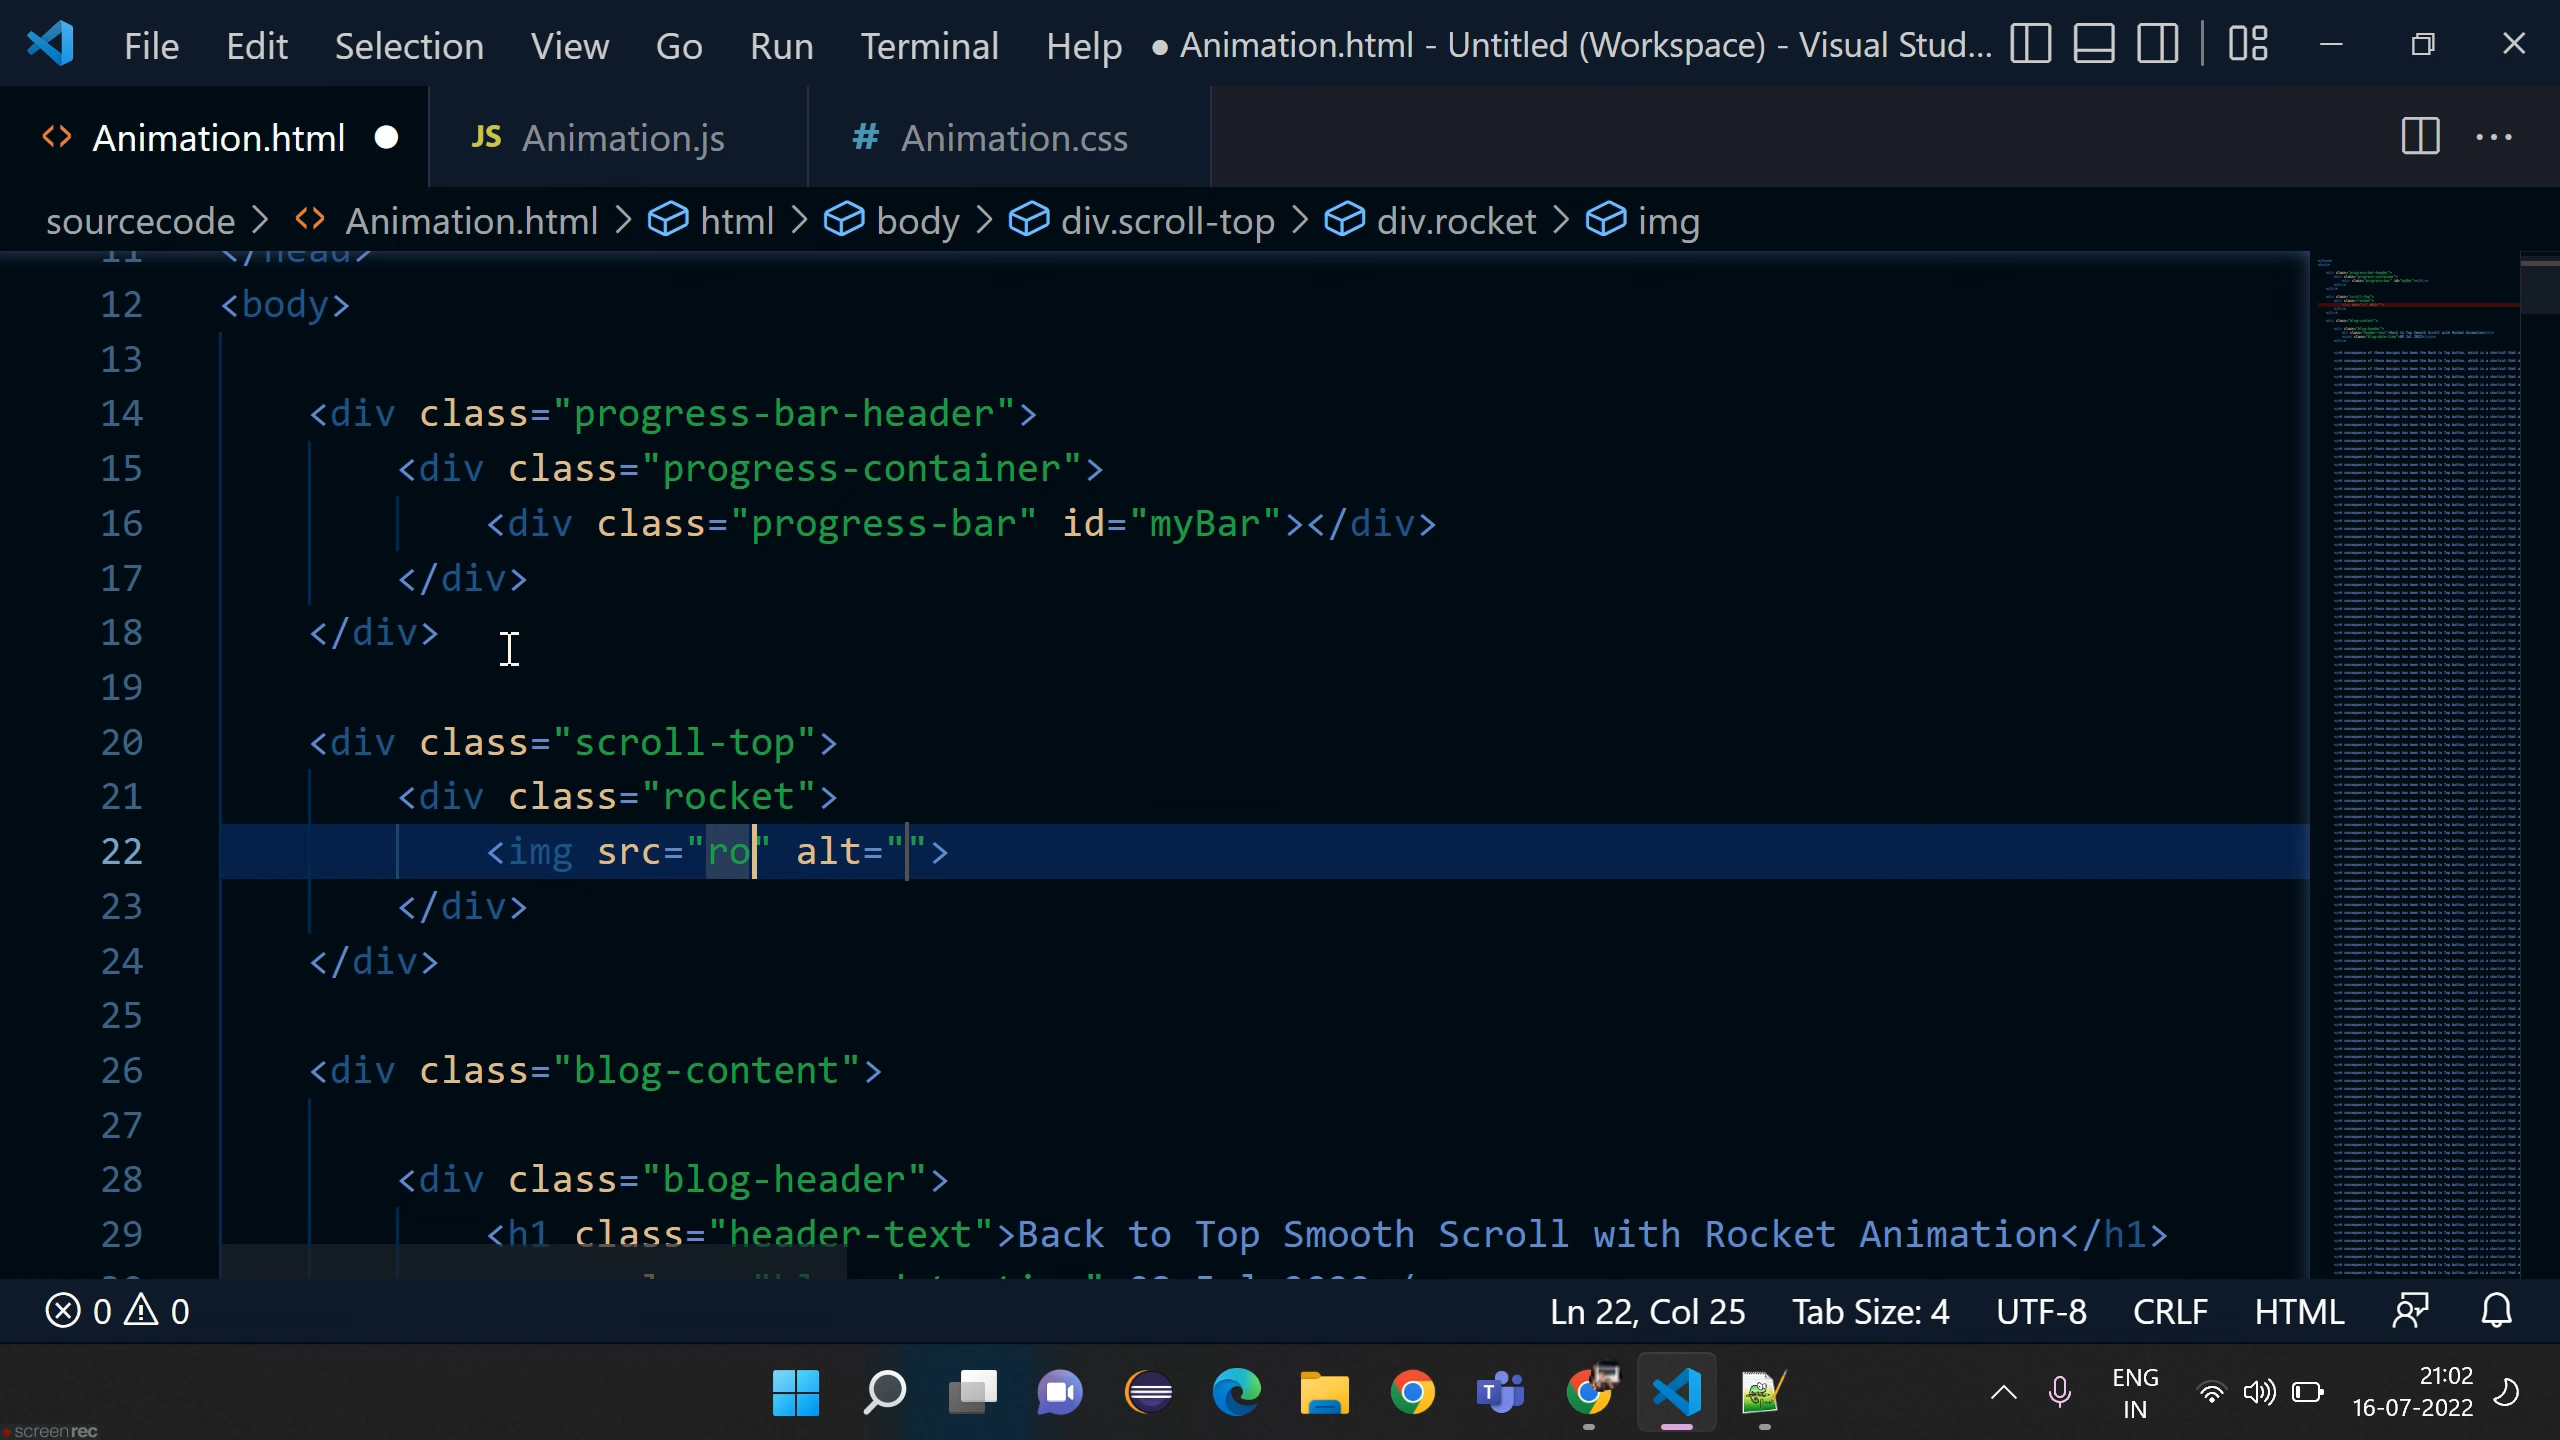 File Edit Selection View Go Run Terminal Help ● Animation.html - Untitled (Workspace) - Visual Stud...
<> Animation.html ● JS Animation.js # Animation.css
sourcecode > <> Animation.html > html > body > div.scroll-top > div.rocket > img
11 </head>
12 <body>
13
14 <div class="progress-bar-header">
15 <div class="progress-container">
16 <div class="progress-bar" id="myBar"></div>
17 </div>
18 </div>
19
20 <div class="scroll-top">
21 <div class="rocket">
22 <img src="ro" alt="">
23 </div>
24 </div>
25
26 <div class="blog-content">
27
28 <div class="blog-header">
29 <h1 class="header-text">Back to Top Smooth Scroll with Rocket Animation</h1>
0 0 Ln 22, Col 25 Tab Size: 4 UTF-8 CRLF HTML
ENG 21:02
IN 16-07-2022
screenrec